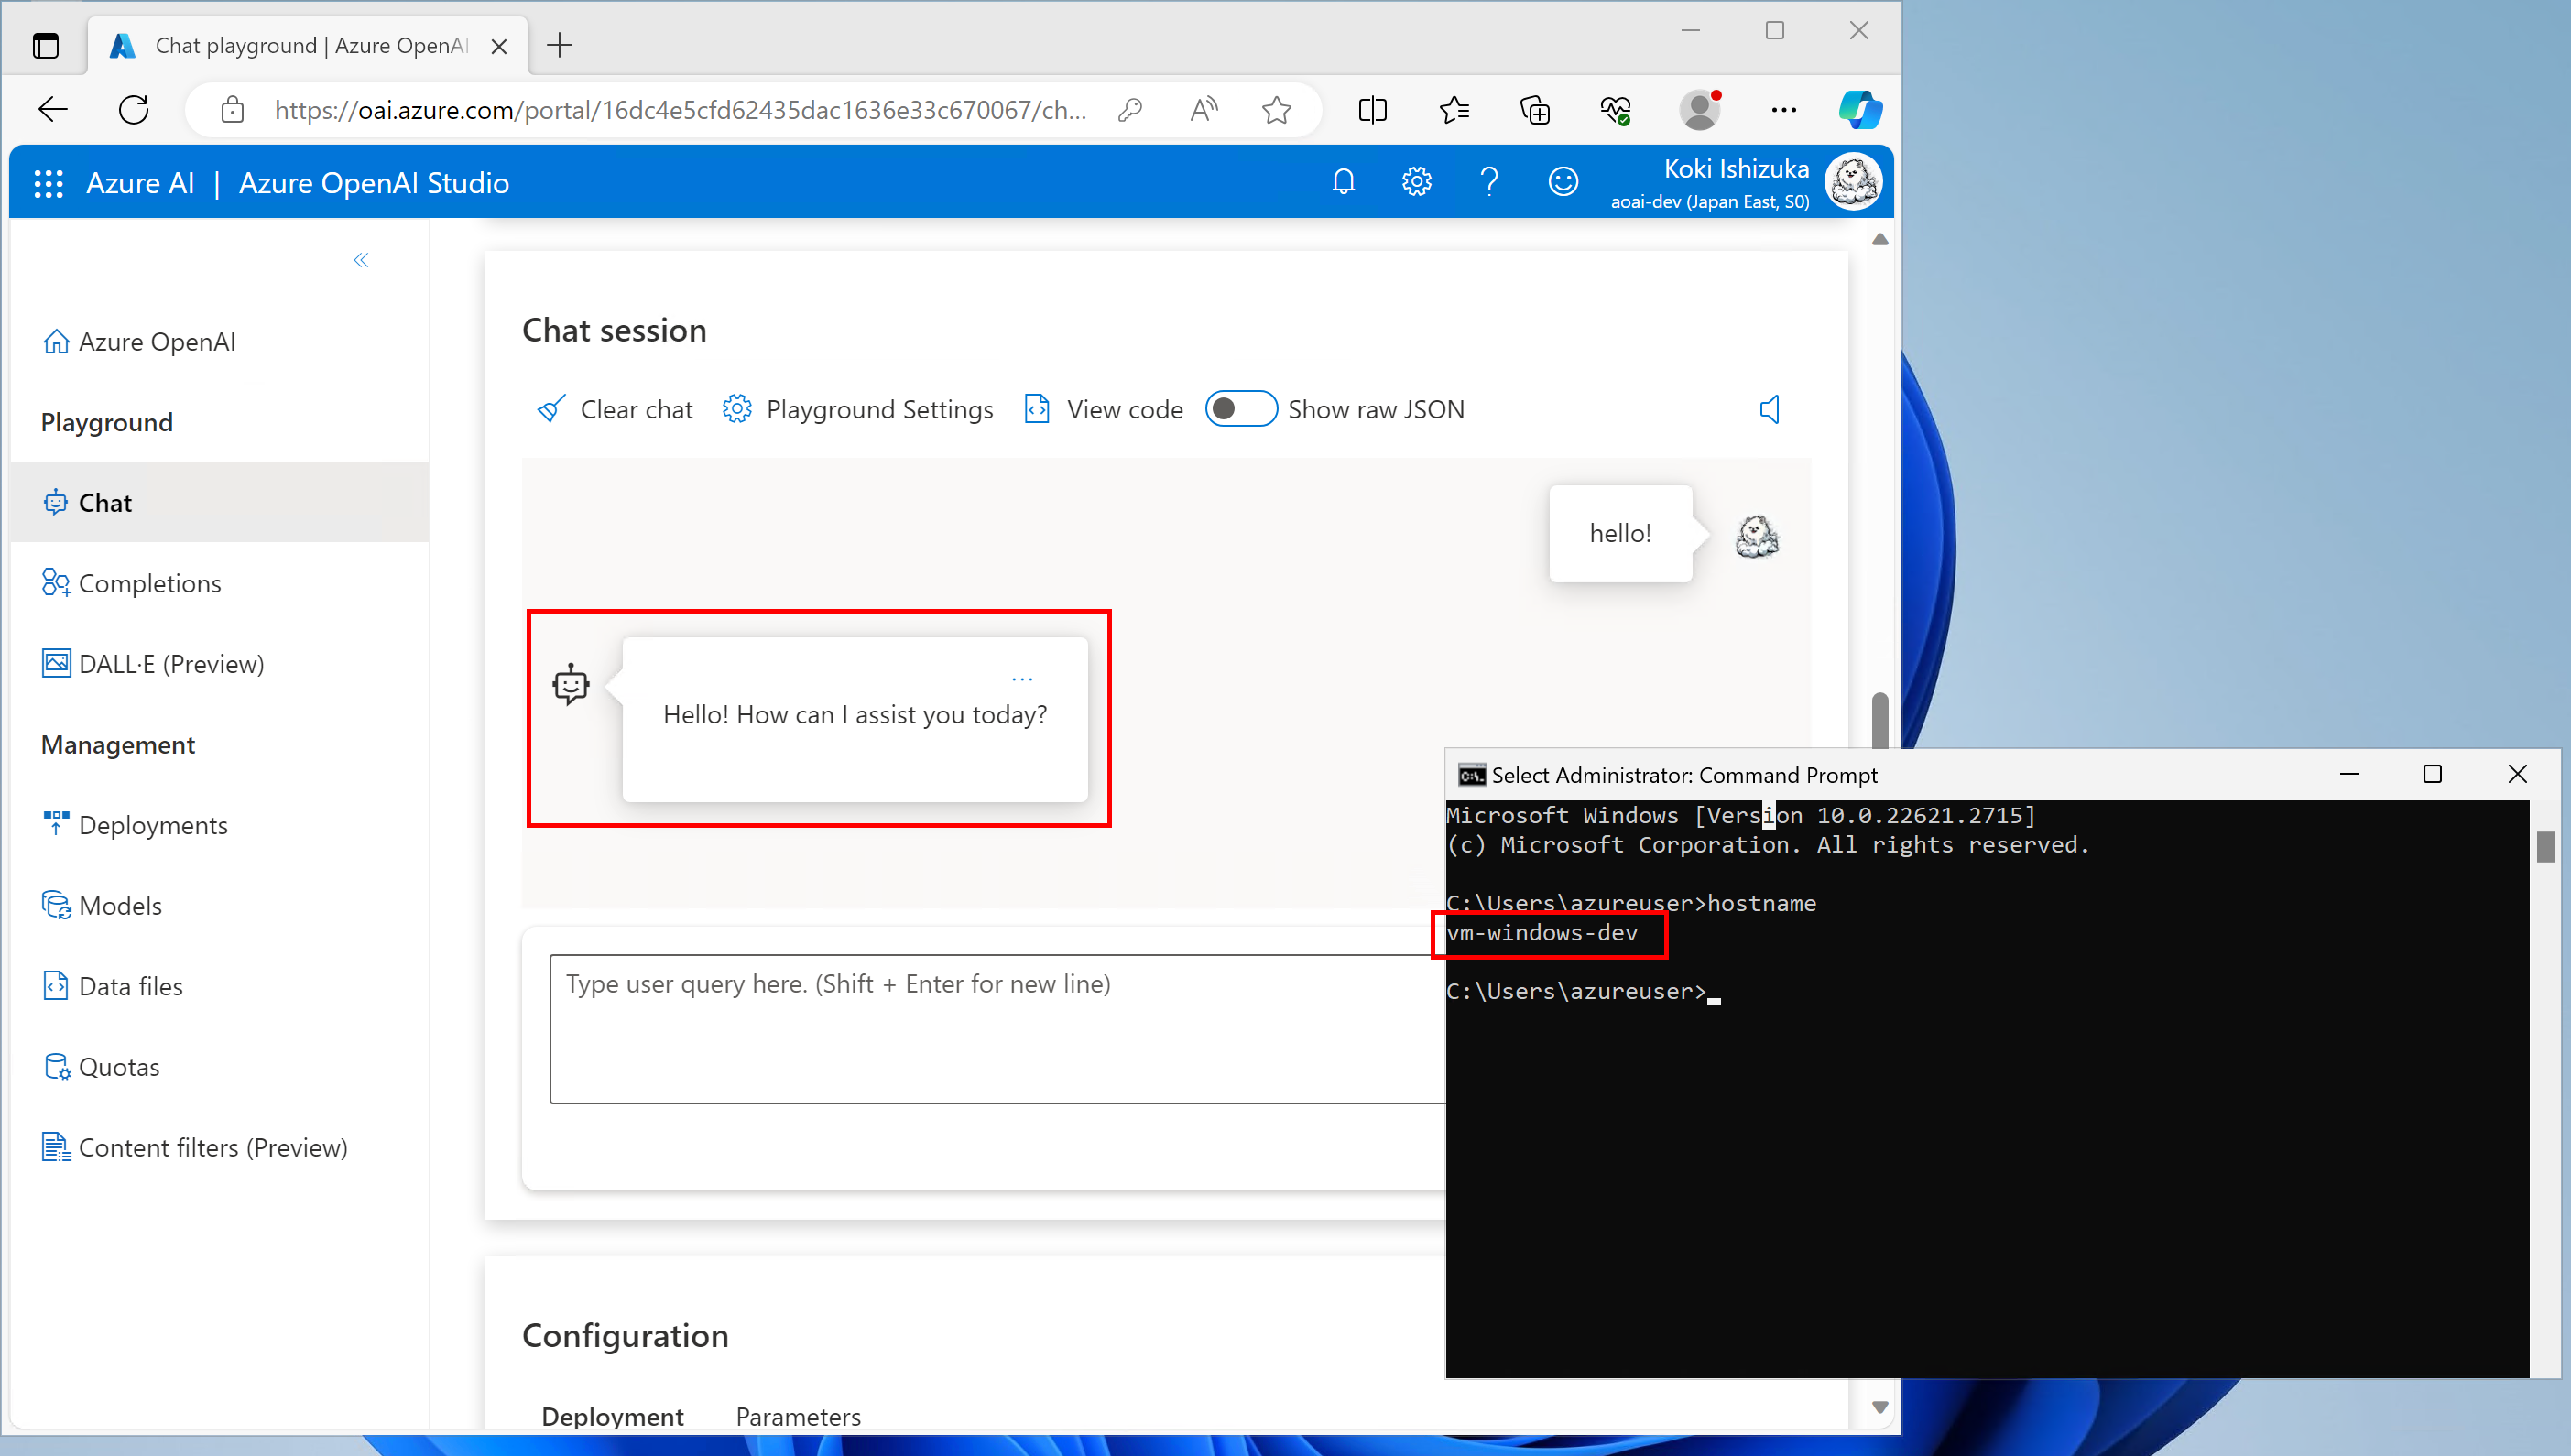 Chat playground | Azure OpenAI
https://oai.azure.com/portal/16dc4e5cfd62435dac1636e33c670067/ch...
Azure AI | Azure OpenAI Studio
Koki Ishizuka
aoai-dev (Japan East, S0)
Azure OpenAI
Playground
Chat
Completions
DALL·E (Preview)
Management
Deployments
Models
Data files
Quotas
Content filters (Preview)
Chat session
Clear chat
Playground Settings
View code
Show raw JSON
hello!
...
Hello! How can I assist you today?
Type user query here. (Shift + Enter for new line)
Configuration
Deployment
Parameters
Select Administrator: Command Prompt
Microsoft Windows [Version 10.0.22621.2715]
(c) Microsoft Corporation. All rights reserved.
C:\Users\azureuser>hostname
vm-windows-dev
C:\Users\azureuser>